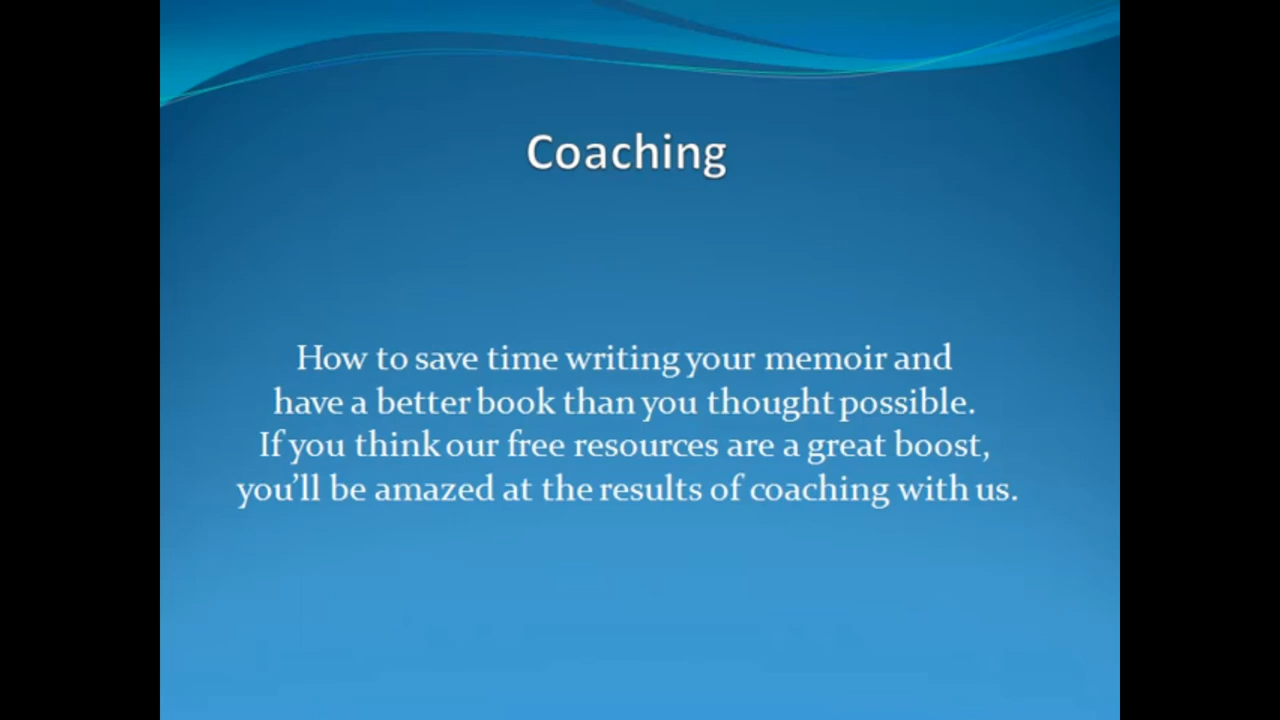 Coaching
How to save time writing your memoir and
have a better book than you thought possible.
If you think our free resources are a great boost,
you’ll be amazed at the results of coaching with us.